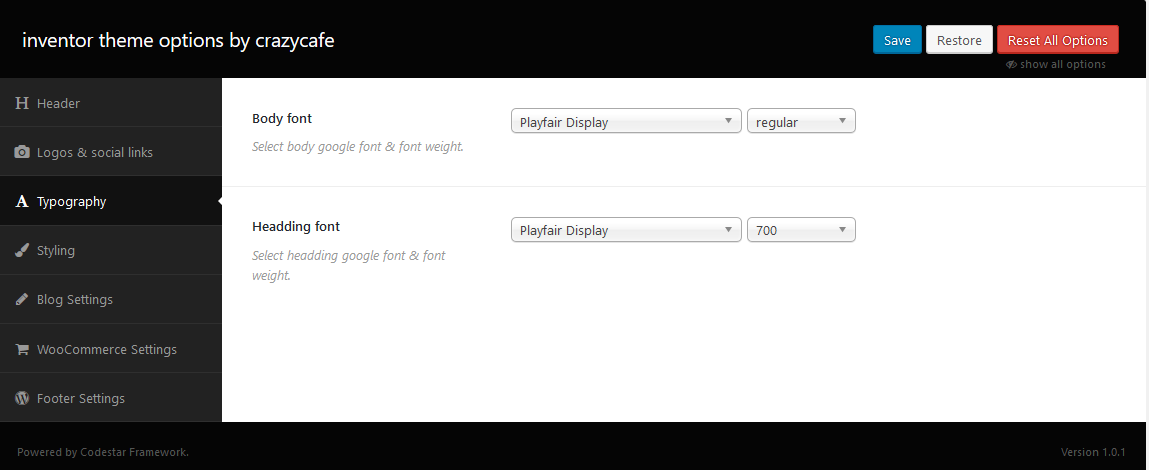 inventor theme options by crazycafe
Save
Restore
Reset All Options
show all options
Header
Logos & social links
Typography
Styling
Blog Settings
WooCommerce Settings
Footer Settings
Body font
Select body google font & font weight.
Playfair Display
regular
Headding font
Select headding google font & font
weight.
Playfair Display
700
Powered by Codestar Framework.
Version 1.0.1